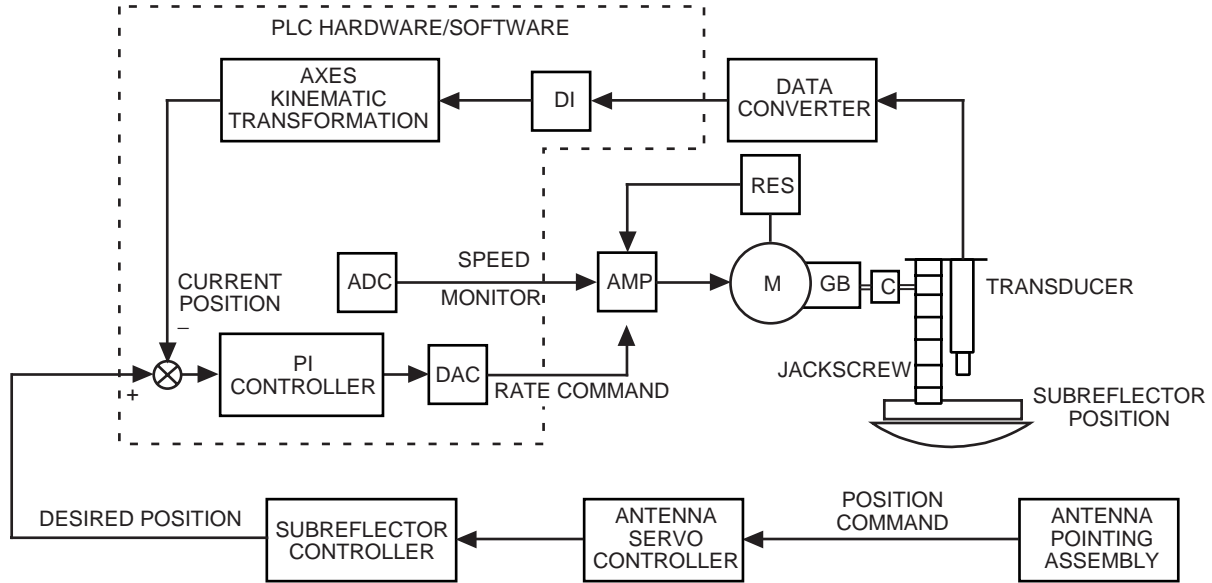 PLC HARDWARE/SOFTWARE
AXES
KINEMATIC
TRANSFORMATION
DI
DATA
CONVERTER
RES
CURRENT
POSITION
–
ADC
SPEED
MONITOR
AMP
M
GB
C
TRANSDUCER
JACKSCREW
+
PI
CONTROLLER
DAC
RATE COMMAND
SUBREFLECTOR
POSITION
DESIRED POSITION
SUBREFLECTOR
CONTROLLER
ANTENNA
SERVO
CONTROLLER
POSITION
COMMAND
ANTENNA
POINTING
ASSEMBLY